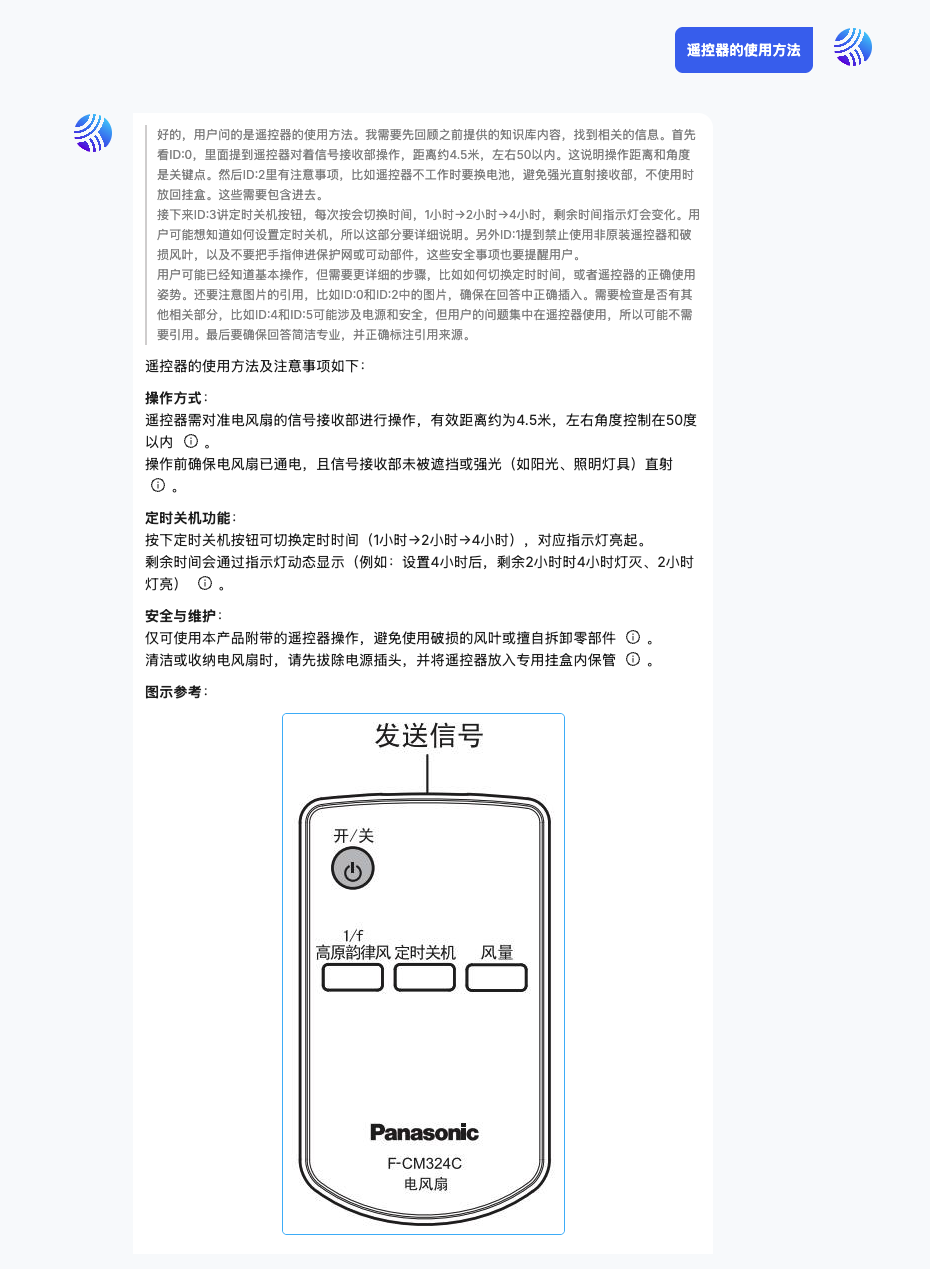 遥控器的使用方法
好的，用户问的是遥控器的使用方法。我需要先回顾之前提供的知识库内容，找到相关的信息。首先
看ID:0，里面提到遥控器对着信号接收部操作，距离约4.5米，左右50以内。这说明操作距离和角度
是关键点。然后ID:2里有注意事项，比如遥控器不工作时要换电池，避免强光直射接收部，不使用时
放回挂盒。这些需要包含进去。
接下来ID:3讲定时关机按钮，每次按会切换时间，1小时→2小时→4小时，剩余时间指示灯会变化。用
户可能想知道如何设置定时关机，所以这部分要详细说明。另外ID:1提到禁止使用非原装遥控器和破
损风叶，以及不要把手指伸进保护网或可动部件，这些安全事项也要提醒用户。
用户可能已经知道基本操作，但需要更详细的步骤，比如如何切换定时时间，或者遥控器的正确使用
姿势。还要注意图片的引用，比如ID:0和ID:2中的图片，确保在回答中正确插入。需要检查是否有其
他相关部分，比如ID:4和ID:5可能涉及电源和安全，但用户的问题集中在遥控器使用，所以可能不需
要引用。最后要确保回答简洁专业，并正确标注引用来源。
遥控器的使用方法及注意事项如下：
操作方式：
遥控器需对准电风扇的信号接收部进行操作，有效距离约为4.5米，左右角度控制在50度
以内 ⓘ 。
操作前确保电风扇已通电，且信号接收部未被遮挡或强光（如阳光、照明灯具）直射
ⓘ 。
定时关机功能：
按下定时关机按钮可切换定时时间（1小时→2小时→4小时），对应指示灯亮起。
剩余时间会通过指示灯动态显示（例如：设置4小时后，剩余2小时时4小时灯灭、2小时
灯亮） ⓘ 。
安全与维护：
仅可使用本产品附带的遥控器操作，避免使用破损的风叶或擅自拆卸零部件 ⓘ 。
清洁或收纳电风扇时，请先拔除电源插头，并将遥控器放入专用挂盒内保管 ⓘ 。
图示参考：
发送信号
开/关
1/f
高原韵律风 定时关机 风量
Panasonic
F-CM324C
电风扇